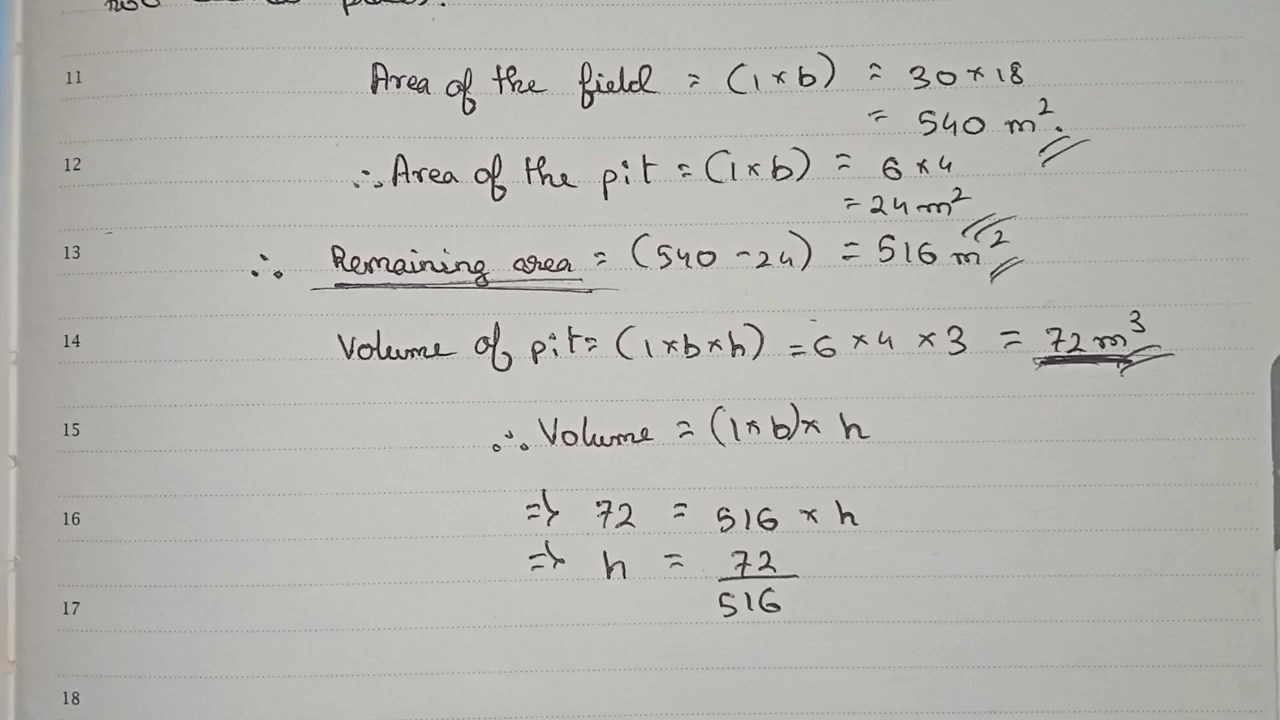 11 Area of the field = (l × b) = 30 × 18
= 540 m².
12 ∴ Area of the pit = (l × b) = 6 × 4
= 24 m²
13 ∴ Remaining area = (540 - 24) = 516 m²
14 Volume of pit = (l × b × h) = 6 × 4 × 3 = 72 m³
15 ∴ Volume = (l × b) × h
16 ⇒ 72 = 516 × h
⇒ h = 72
17 516
18